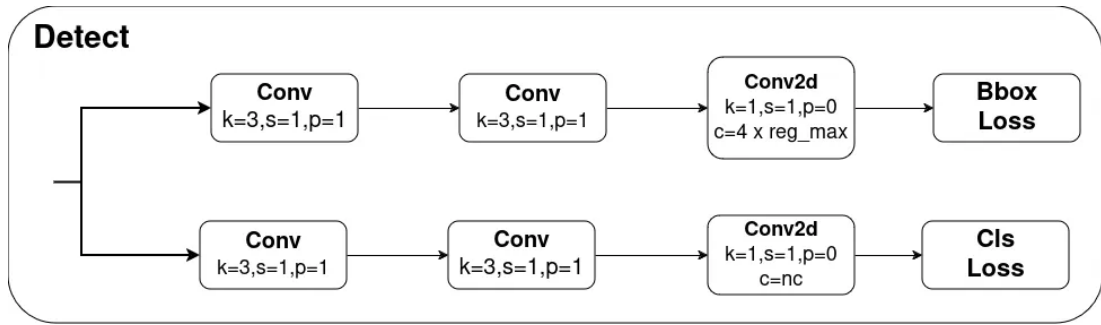 Detect
Conv
k=3,s=1,p=1
Conv
k=3,s=1,p=1
Conv2d
k=1,s=1,p=0
c=4 x reg_max
Bbox
Loss
Conv
k=3,s=1,p=1
Conv
k=3,s=1,p=1
Conv2d
k=1,s=1,p=0
c=nc
Cls
Loss